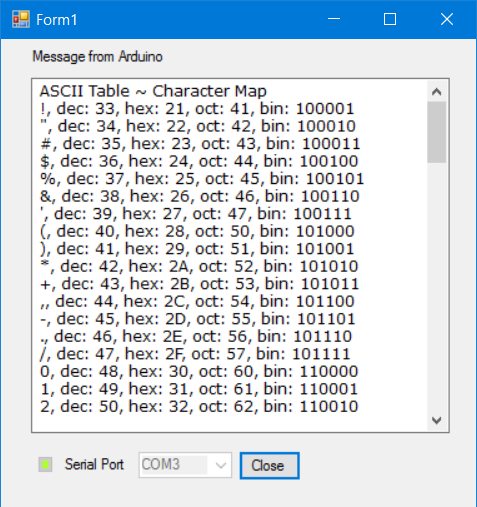 Form1
Message from Arduino
ASCII Table ~ Character Map
!, dec: 33, hex: 21, oct: 41, bin: 100001
", dec: 34, hex: 22, oct: 42, bin: 100010
#, dec: 35, hex: 23, oct: 43, bin: 100011
$, dec: 36, hex: 24, oct: 44, bin: 100100
%, dec: 37, hex: 25, oct: 45, bin: 100101
&, dec: 38, hex: 26, oct: 46, bin: 100110
', dec: 39, hex: 27, oct: 47, bin: 100111
(, dec: 40, hex: 28, oct: 50, bin: 101000
), dec: 41, hex: 29, oct: 51, bin: 101001
*, dec: 42, hex: 2A, oct: 52, bin: 101010
+, dec: 43, hex: 2B, oct: 53, bin: 101011
,, dec: 44, hex: 2C, oct: 54, bin: 101100
-, dec: 45, hex: 2D, oct: 55, bin: 101101
., dec: 46, hex: 2E, oct: 56, bin: 101110
/, dec: 47, hex: 2F, oct: 57, bin: 101111
0, dec: 48, hex: 30, oct: 60, bin: 110000
1, dec: 49, hex: 31, oct: 61, bin: 110001
2, dec: 50, hex: 32, oct: 62, bin: 110010
Serial Port COM3 Close